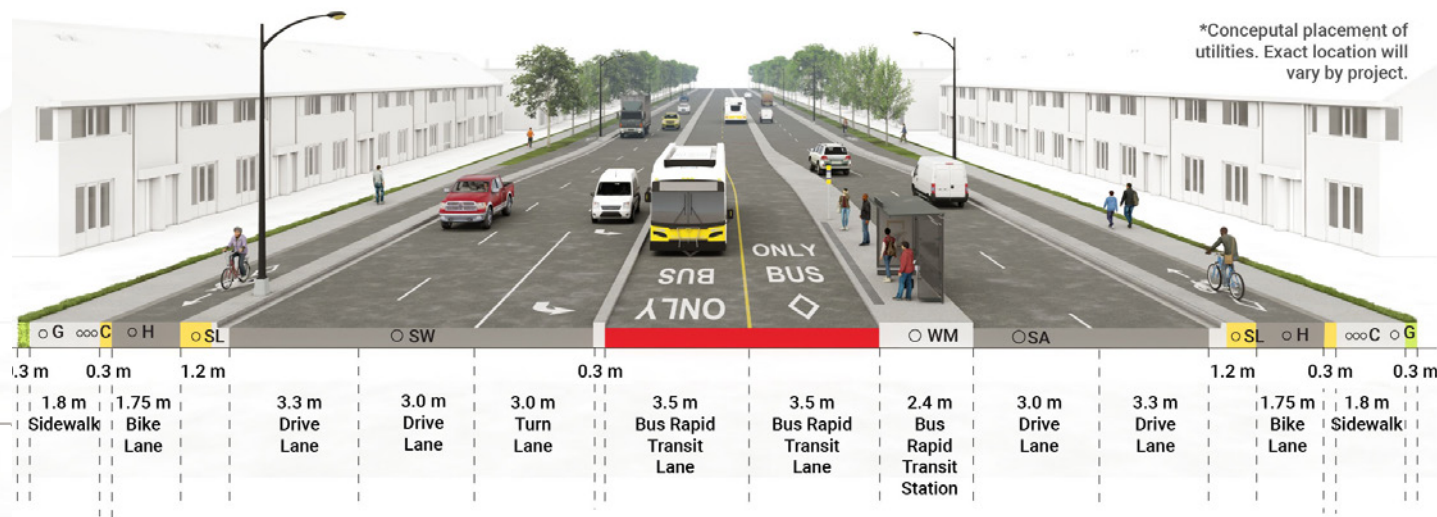 *Conceputal placement of
utilities. Exact location will
vary by project.
ONLY
BUS
BUS
ONLY
G C H SL SW WM SA SL H C G
.3 m 0.3 m 1.2 m 0.3 m 1.2 m 0.3 m 0.3 m
1.8 m
Sidewalk
1.75 m
Bike
Lane
3.3 m
Drive
Lane
3.0 m
Drive
Lane
3.0 m
Turn
Lane
3.5 m
Bus Rapid
Transit
Lane
3.5 m
Bus Rapid
Transit
Lane
2.4 m
Bus
Rapid
Transit
Station
3.0 m
Drive
Lane
3.3 m
Drive
Lane
1.75 m
Bike
Lane
1.8 m
Sidewalk